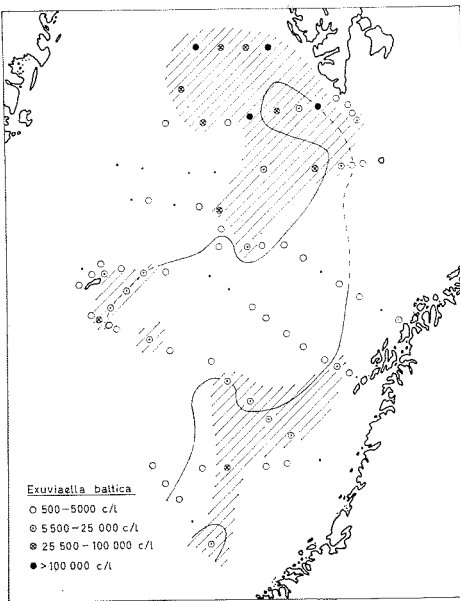 Exuviaella baltica
○ 500–5000 c/l
⊙ 5 500–25 000 c/l
⊗ 25 500–100 000 c/l
● >100 000 c/l